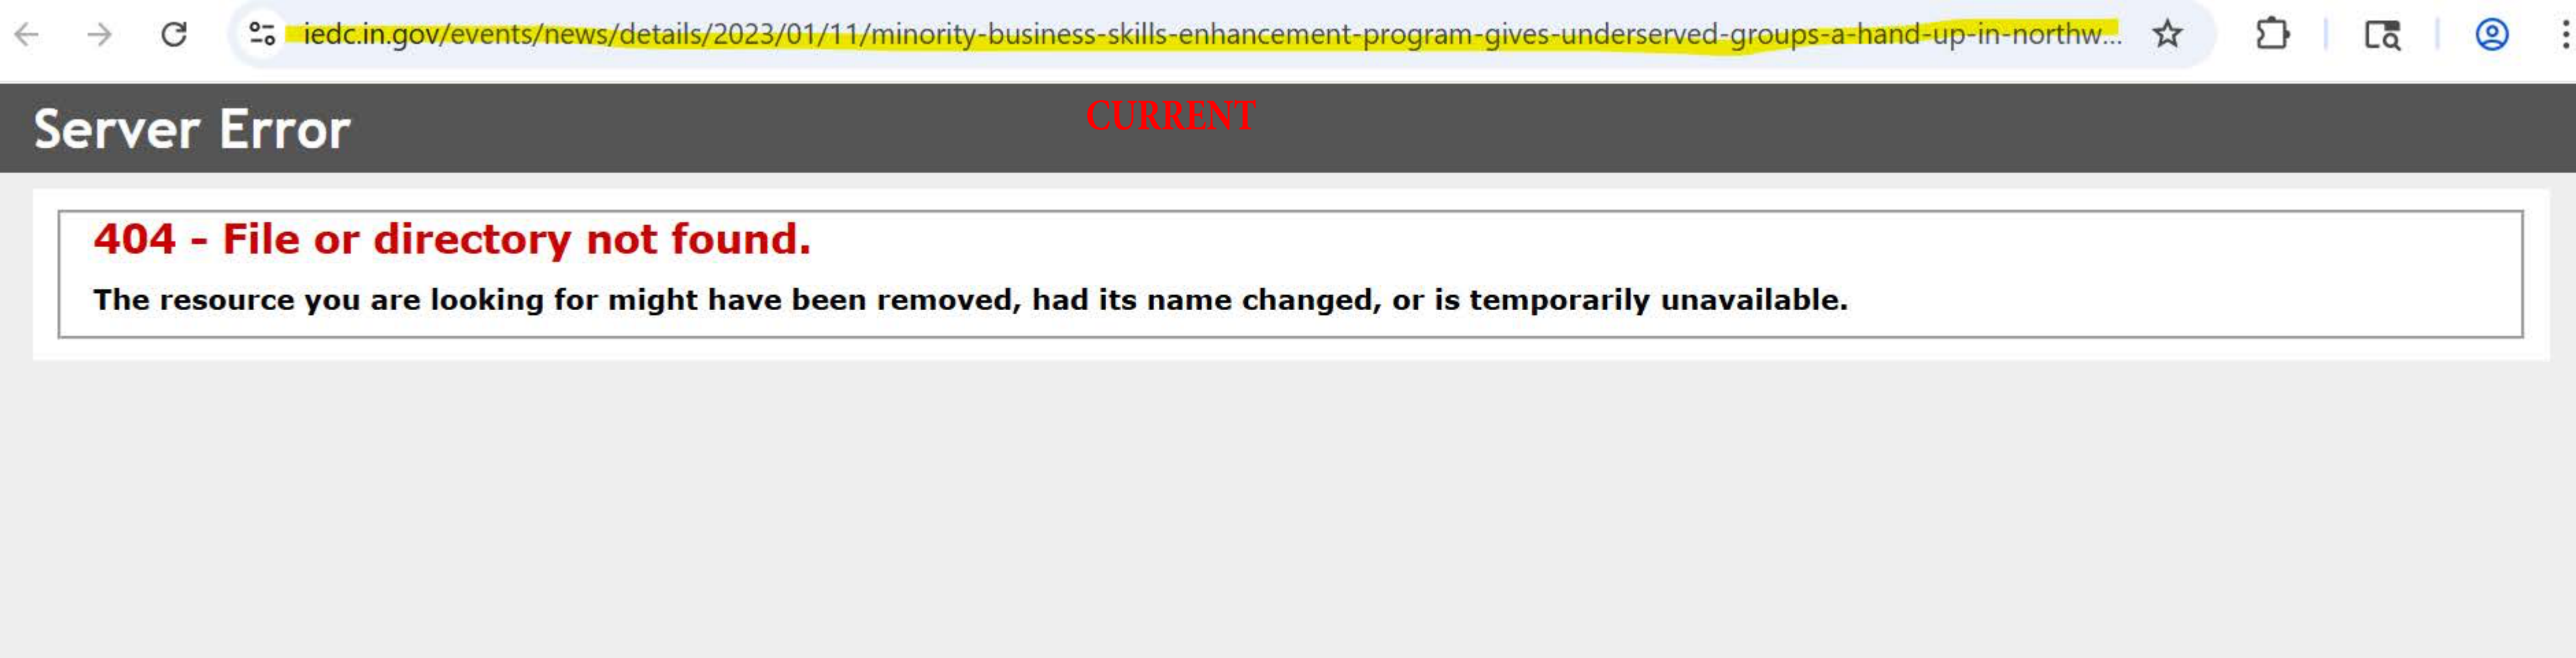 iedc.in.gov/events/news/details/2023/01/11/minority-business-skills-enhancement-program-gives-underserved-groups-a-hand-up-in-northw...
CURRENT
Server Error
404 - File or directory not found.
The resource you are looking for might have been removed, had its name changed, or is temporarily unavailable.